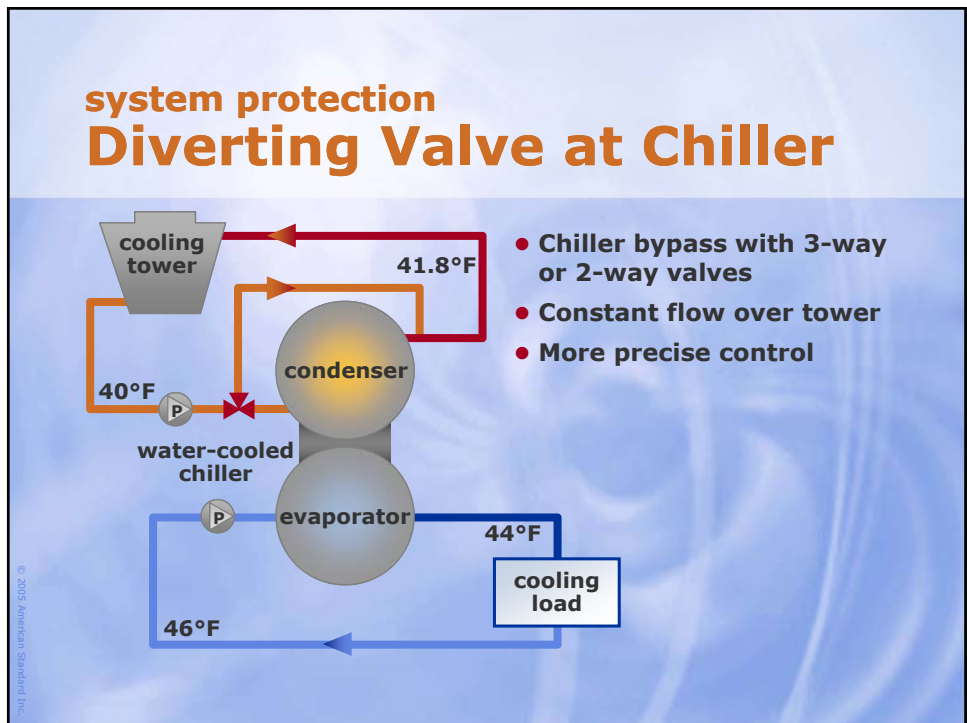 system protection
Diverting Valve at Chiller
cooling
tower
41.8°F
condenser
40°F
P
water-cooled
chiller
P
evaporator
44°F
cooling
load
46°F
• Chiller bypass with 3-way
or 2-way valves
• Constant flow over tower
• More precise control
© 2005 American Standard Inc.